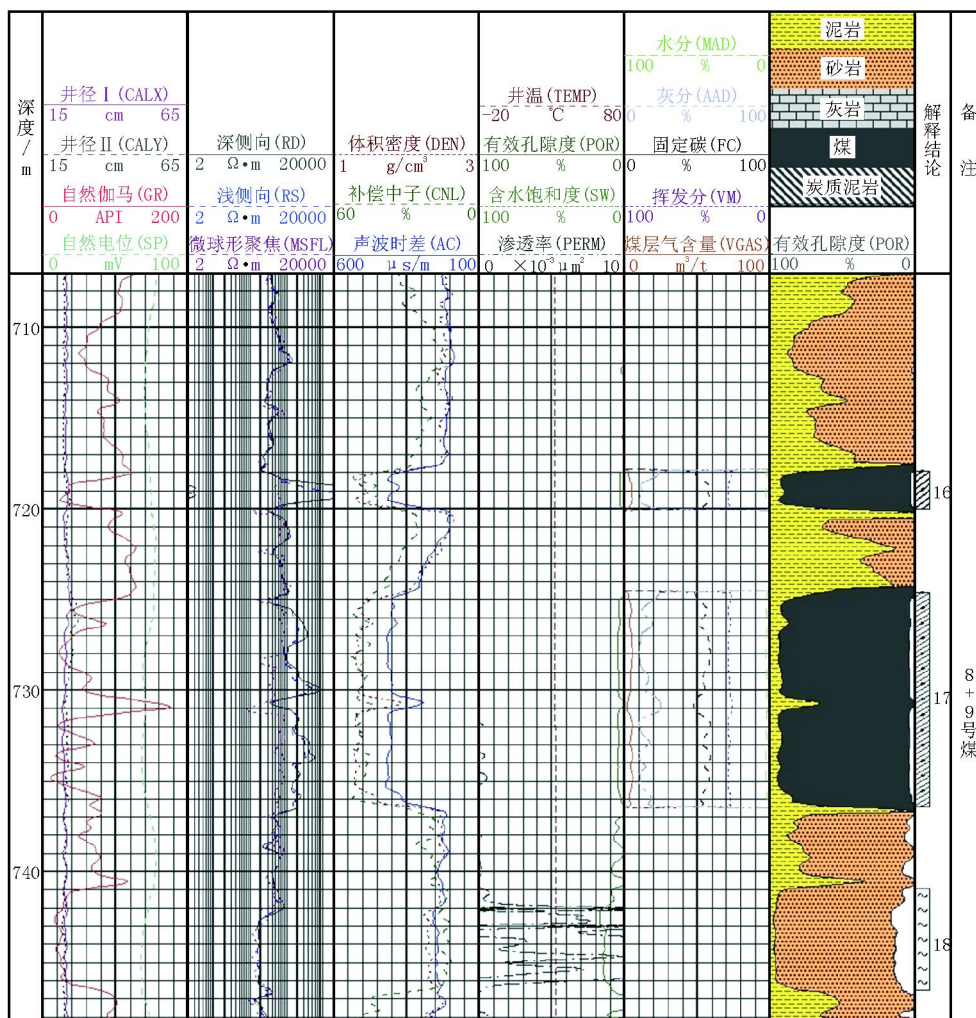 深度/m
井径Ⅰ(CALX)
15 cm 65
井径Ⅱ(CALY)
15 cm 65
自然伽马(GR)
0 API 200
自然电位(SP)
0 mV 100
深侧向(RD)
2 Ω·m 20000
浅侧向(RS)
2 Ω·m 20000
微球形聚焦(MSFL)
2 Ω·m 20000
体积密度(DEN)
1 g/cm³ 3
补偿中子(CNL)
60 % 0
声波时差(AC)
600 μs/m 100
井温(TEMP)
-20 ℃ 80
有效孔隙度(POR)
100 % 0
含水饱和度(SW)
100 % 0
渗透率(PERM)
0 ×10⁻³μm² 10
水分(MAD)
100 % 0
灰分(AAD)
0 % 100
固定碳(FC)
0 % 100
挥发分(VM)
100 % 0
煤层气含量(VGAS)
0 m³/t 100
泥岩
砂岩
灰岩
煤
炭质泥岩
有效孔隙度(POR)
100 % 0
解释结论
备注
710
720
730
740
16
17
18
8+9号煤